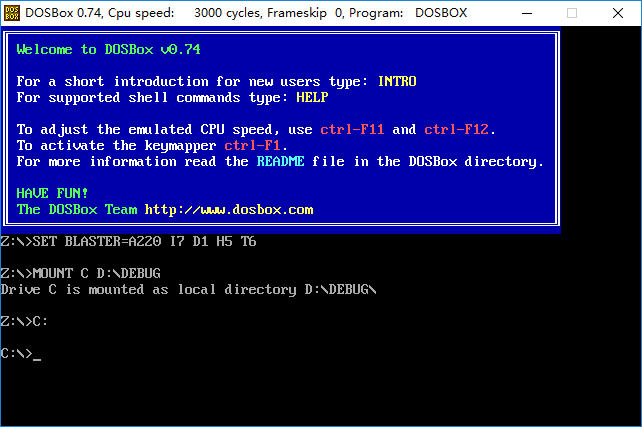 DOSBox 0.74, Cpu speed: 3000 cycles, Frameskip 0, Program: DOSBOX
Welcome to DOSBox v0.74
For a short introduction for new users type: INTRO
For supported shell commands type: HELP
To adjust the emulated CPU speed, use ctrl-F11 and ctrl-F12.
To activate the keymapper ctrl-F1.
For more information read the README file in the DOSBox directory.
HAVE FUN!
The DOSBox Team http://www.dosbox.com
Z:\>SET BLASTER=A220 I7 D1 H5 T6
Z:\>MOUNT C D:\DEBUG
Drive C is mounted as local directory D:\DEBUG\
Z:\>C:
C:\>_